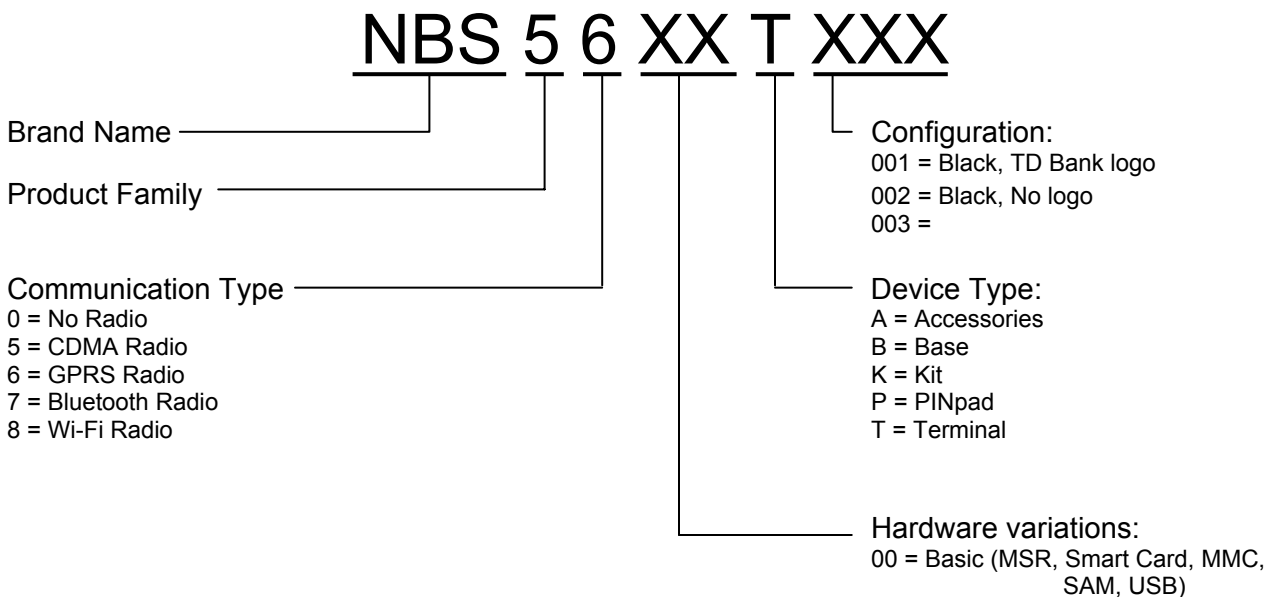 NBS 5 6 XX T XXX
Brand Name
Product Family
Communication Type
0 = No Radio
5 = CDMA Radio
6 = GPRS Radio
7 = Bluetooth Radio
8 = Wi-Fi Radio
Configuration:
001 = Black, TD Bank logo
002 = Black, No logo
003 =
Device Type:
A = Accessories
B = Base
K = Kit
P = PINpad
T = Terminal
Hardware variations:
00 = Basic (MSR, Smart Card, MMC,
SAM, USB)